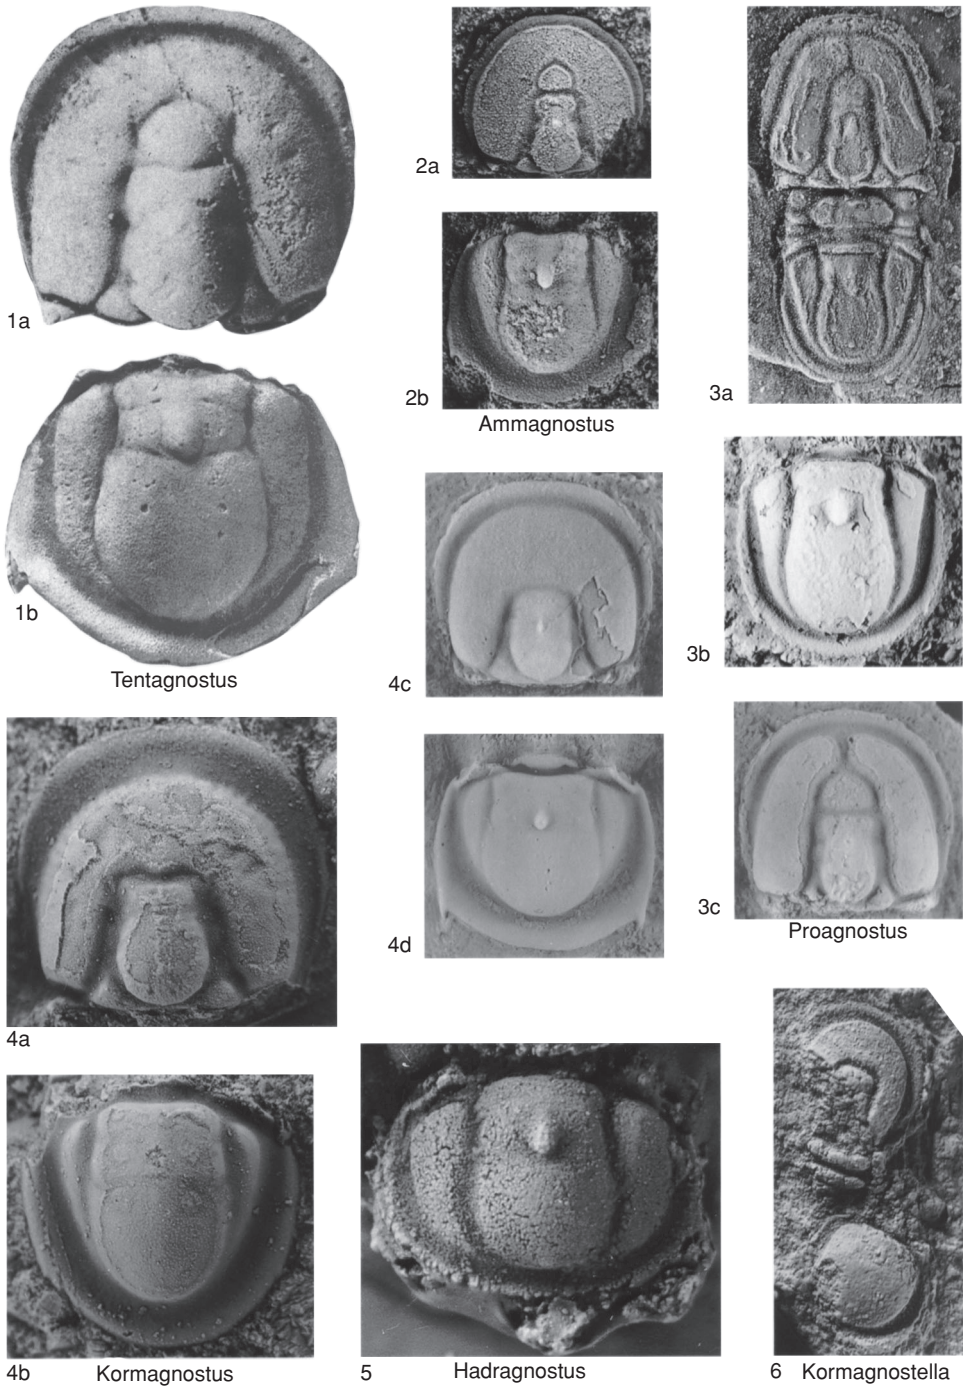 1a
2a
3a
2b
Ammagnostus
1b
Tentagnostus
4c
3b
4d
3c
Proagnostus
4a
4b
Kormagnostus
5
Hadragnostus
6
Kormagnostella